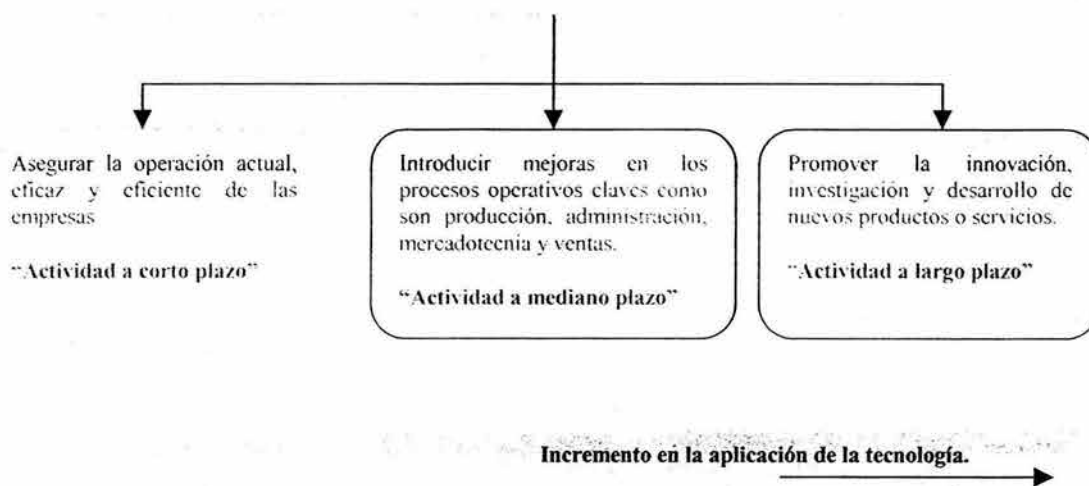 Asegurar la operación actual,
eficaz y eficiente de las
empresas
“Actividad a corto plazo”
Introducir mejoras en los
procesos operativos claves como
son producción, administración,
mercadotecnia y ventas.
“Actividad a mediano plazo”
Promover la innovación,
investigación y desarrollo de
nuevos productos o servicios.
“Actividad a largo plazo”
Incremento en la aplicación de la tecnología.